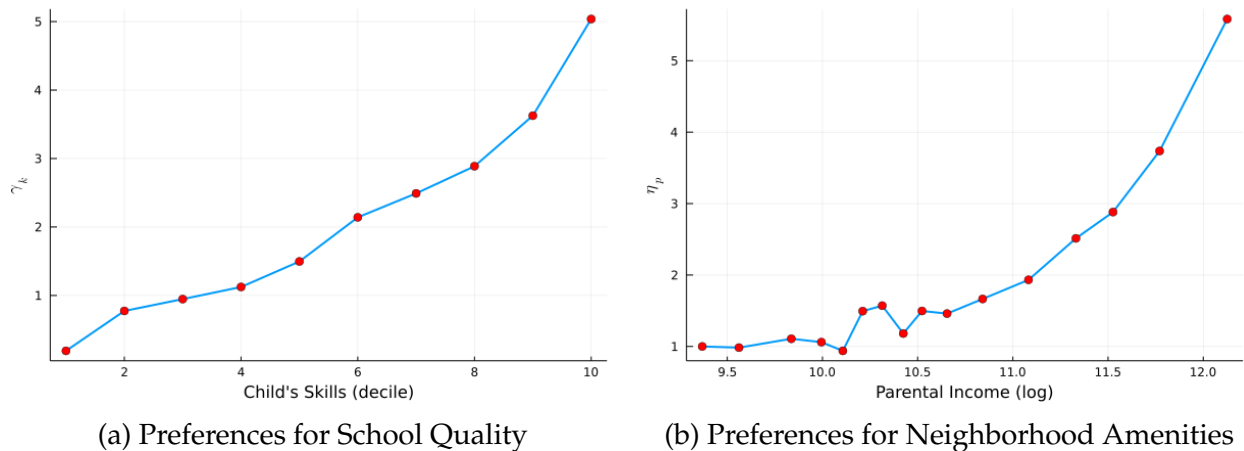 5
4
3
2
1
γₖ
2 4 6 8 10
Child's Skills (decile)
(a) Preferences for School Quality
5
4
3
2
1
ηₚ
9.5 10.0 10.5 11.0 11.5 12.0
Parental Income (log)
(b) Preferences for Neighborhood Amenities